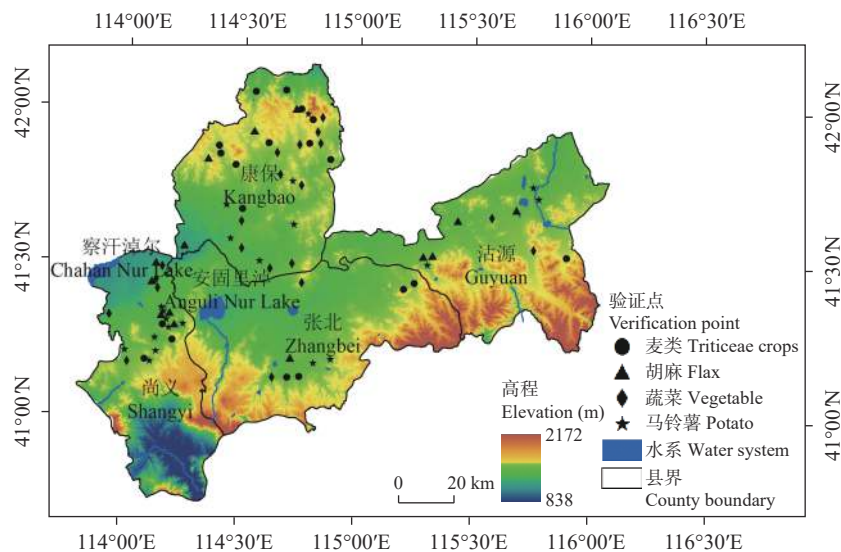 114°00′N 114°30′N 115°00′N 115°30′N 116°00′N 116°30′N
42°00′N 42°00′N
康保
Kangbao
察汗淖尔
Chahan Nur Lake
安固里淖
Anguli Nur Lake
沽源
Guyuan
41°30′N 41°30′N
张北
Zhangbei
尚义
Shangyi
41°00′N 41°00′N
验证点
Verification point
麦类 Triticeae crops
胡麻 Flax
蔬菜 Vegetable
马铃薯 Potato
水系 Water system
县界
County boundary
高程
Elevation (m)
2172
838
0 20 km
114°00′N 114°30′N 115°00′N 115°30′N 116°00′N 116°30′N